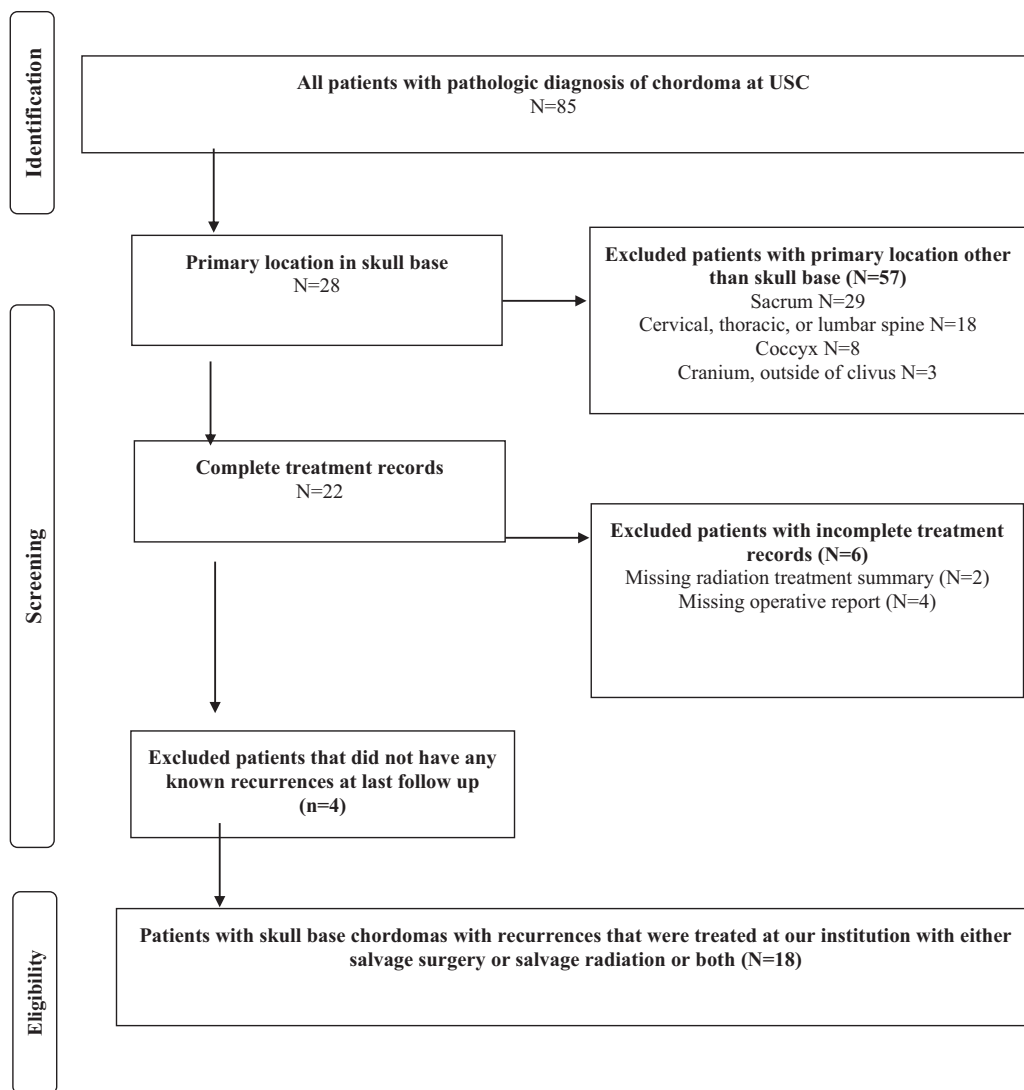 Identification
All patients with pathologic diagnosis of chordoma at USC
N=85
Screening
Primary location in skull base
N=28
Excluded patients with primary location other
than skull base (N=57)
Sacrum N=29
Cervical, thoracic, or lumbar spine N=18
Coccyx N=8
Cranium, outside of clivus N=3
Complete treatment records
N=22
Excluded patients with incomplete treatment
records (N=6)
Missing radiation treatment summary (N=2)
Missing operative report (N=4)
Excluded patients that did not have any
known recurrences at last follow up
(n=4)
Eligibility
Patients with skull base chordomas with recurrences that were treated at our institution with either
salvage surgery or salvage radiation or both (N=18)